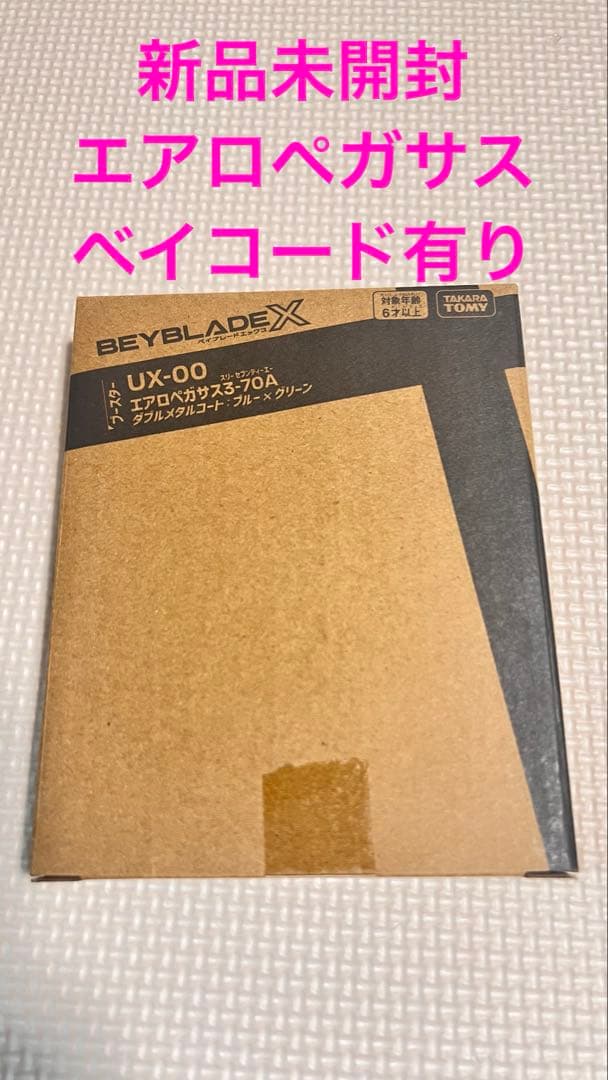 新品未開封
エアロペガサス
ベイコード有り
BEYBLADE X
ベイブレードエックス
対象年齢
6才以上
TAKARA
TOMY
ブースター
UX-00
スリーセブンティーエー
エアロペガサス3-70A
ダブルメタルコート:ブルー×グリーン